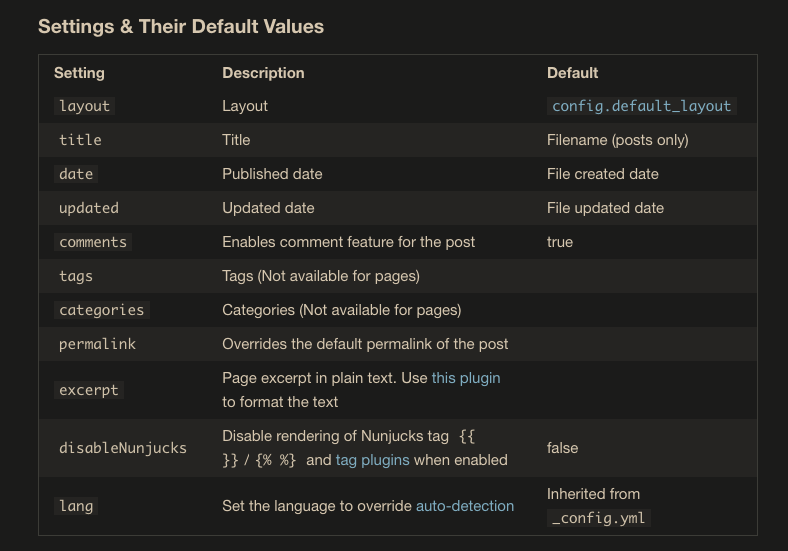 Settings & Their Default Values
Setting Description Default
layout Layout config.default_layout
title Title Filename (posts only)
date Published date File created date
updated Updated date File updated date
comments Enables comment feature for the post true
tags Tags (Not available for pages)
categories Categories (Not available for pages)
permalink Overrides the default permalink of the post
excerpt Page excerpt in plain text. Use this plugin
to format the text
disableNunjucks Disable rendering of Nunjucks tag {{
}} / {% %} and tag plugins when enabled false
lang Set the language to override auto-detection Inherited from
_config.yml